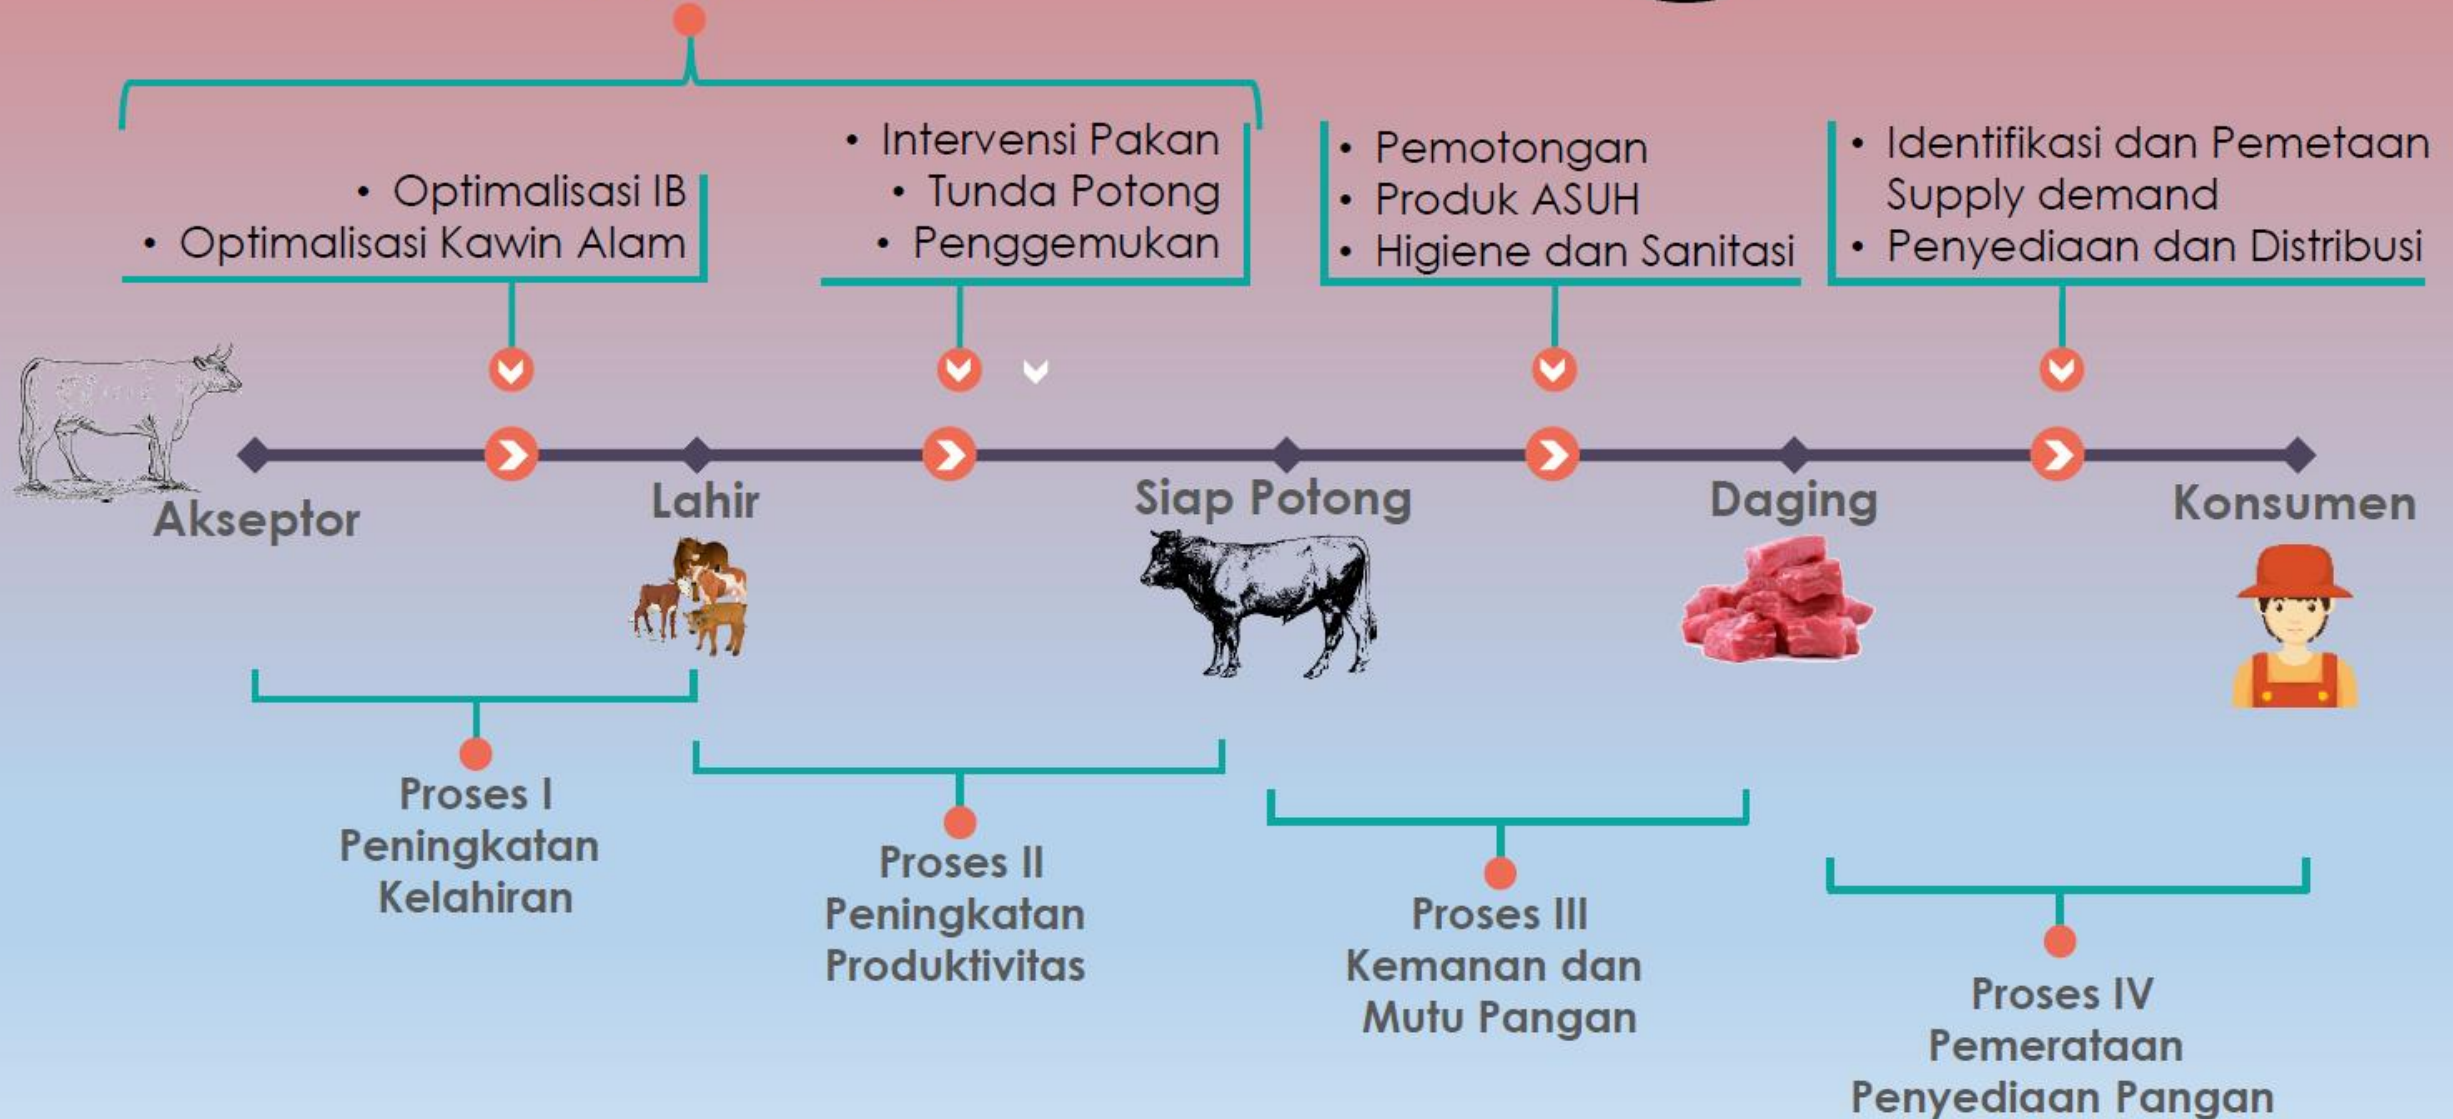 • Optimalisasi IB
• Optimalisasi Kawin Alam
• Intervensi Pakan
• Tunda Potong
• Penggemukan
• Pemotongan
• Produk ASUH
• Higiene dan Sanitasi
• Identifikasi dan Pemetaan
Supply demand
• Penyediaan dan Distribusi
Akseptor
Lahir
Siap Potong
Daging
Konsumen
Proses I
Peningkatan
Kelahiran
Proses II
Peningkatan
Produktivitas
Proses III
Kemanan dan
Mutu Pangan
Proses IV
Pemerataan
Penyediaan Pangan